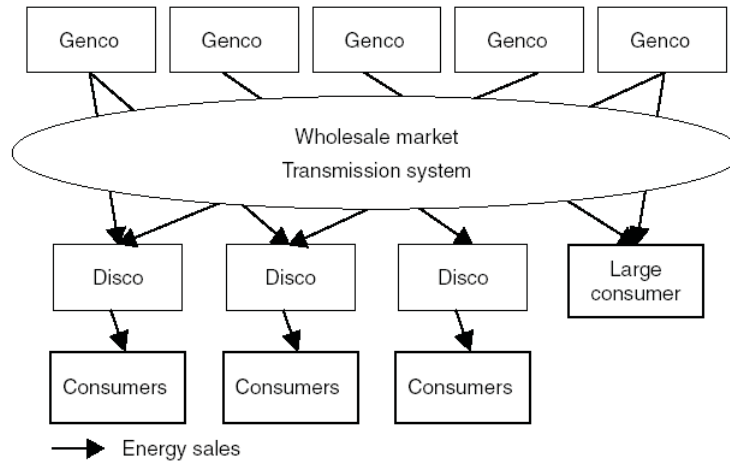 Genco
Genco
Genco
Genco
Genco
Wholesale market
Transmission system
Disco
Disco
Disco
Large
consumer
Consumers
Consumers
Consumers
Energy sales